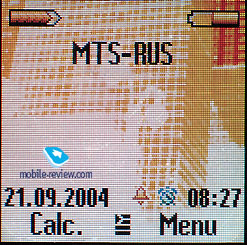 MTS-RUS
mobile-review.com
21.09.2004 08:27
Calc. Menu